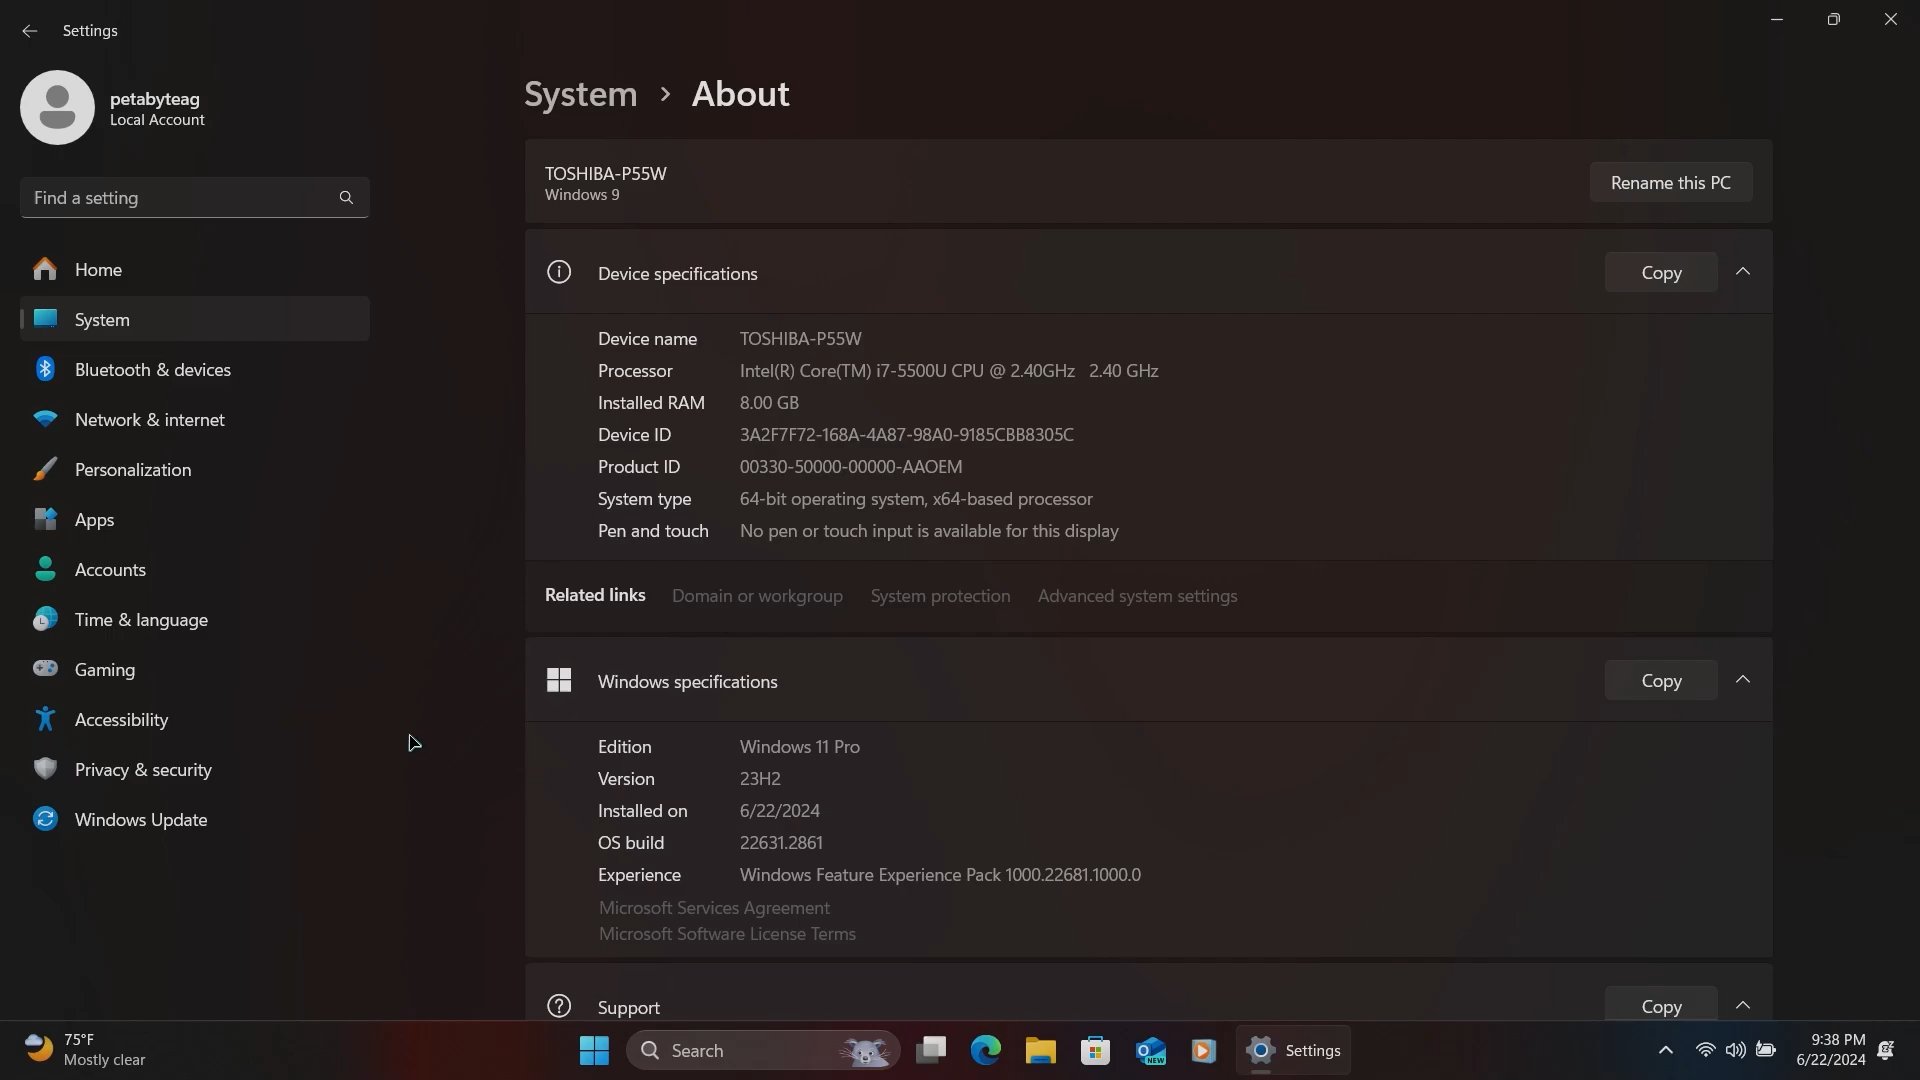 Settings
petabyteag
Local Account
Find a setting
Home
System
Bluetooth & devices
Network & internet
Personalization
Apps
Accounts
Time & language
Gaming
Accessibility
Privacy & security
Windows Update
System > About
TOSHIBA-P55W
Windows 9
Rename this PC
Device specifications
Copy
Device name TOSHIBA-P55W
Processor Intel(R) Core(TM) i7-5500U CPU @ 2.40GHz 2.40 GHz
Installed RAM 8.00 GB
Device ID 3A2F7F72-168A-4A87-98A0-9185CBB8305C
Product ID 00330-50000-00000-AAOEM
System type 64-bit operating system, x64-based processor
Pen and touch No pen or touch input is available for this display
Related links Domain or workgroup System protection Advanced system settings
Windows specifications
Copy
Edition Windows 11 Pro
Version 23H2
Installed on 6/22/2024
OS build 22631.2861
Experience Windows Feature Experience Pack 1000.22681.1000.0
Microsoft Services Agreement
Microsoft Software License Terms
Support
Copy
75°F
Mostly clear
Search
NEW
Settings
9:38 PM
6/22/2024